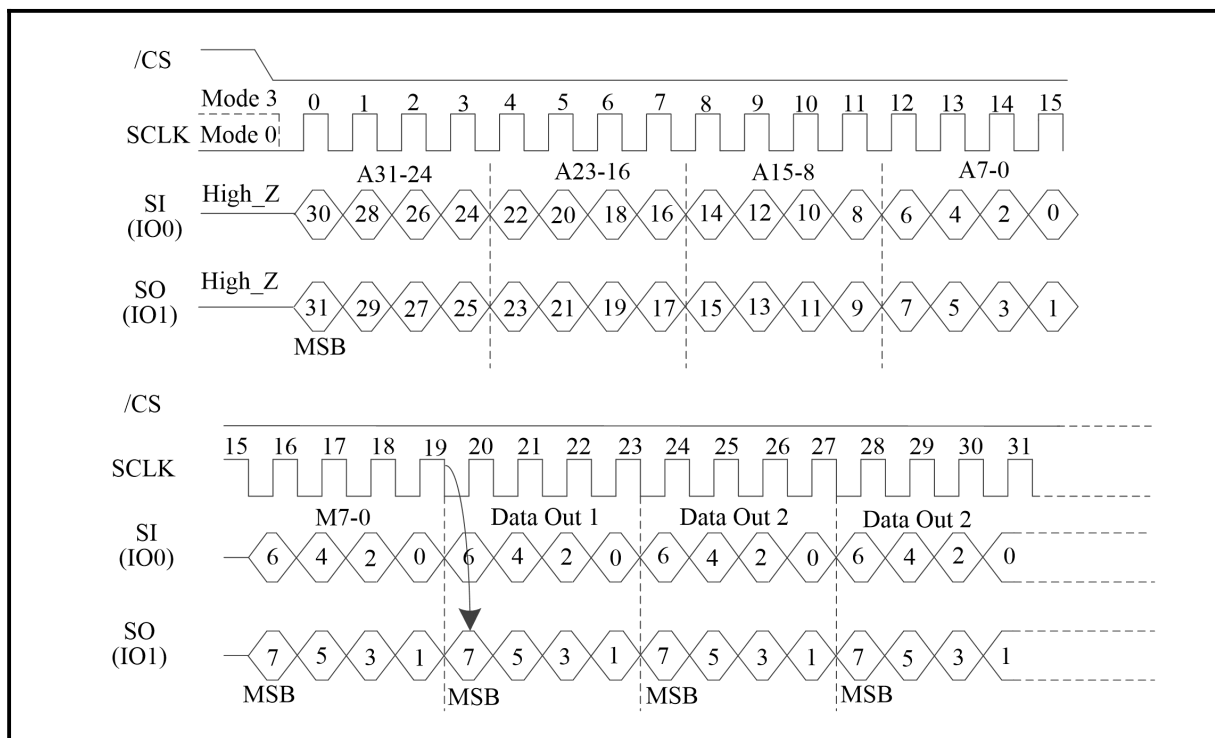 /CS
Mode 3 0 1 2 3 4 5 6 7 8 9 10 11 12 13 14 15
SCLK Mode 0
A31-24 A23-16 A15-8 A7-0
SI
(IO0)
High_Z 30 28 26 24 22 20 18 16 14 12 10 8 6 4 2 0
SO
(IO1)
High_Z 31 29 27 25 23 21 19 17 15 13 11 9 7 5 3 1
MSB
/CS
15 16 17 18 19 20 21 22 23 24 25 26 27 28 29 30 31
SCLK
M7-0 Data Out 1 Data Out 2 Data Out 2
SI
(IO0)
6 4 2 0 6 4 2 0 6 4 2 0 6 4 2 0
SO
(IO1)
7 5 3 1 7 5 3 1 7 5 3 1 7 5 3 1
MSB MSB MSB MSB